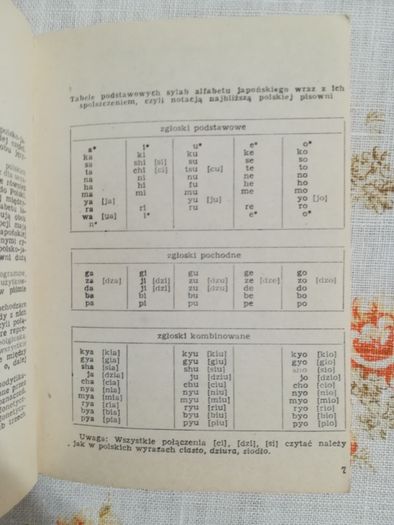 Tabele podstawowych sylab alfabetu japońskiego wraz z ich
spolszczeniem, czyli notacją najbliższą polskiej pisowni
zgłoski podstawowe
a* i* u* e* o*
ka ki ku ke ko
sa shi [si] su se so
ta chi [ci] tsu [cu] te to
na ni nu ne no
ha hi fu he ho
ma mi mu me mo
ya [ja] yu [ju] yo [jo]
ra ri ru re ro
wa [ua] i* e* o*
n*
zgłoski pochodne
ga gi gu ge go
za [dza] ji [dzi] zu [dzu] ze [dze] zo [dzo]
da ji [dzi] zu [dzu] de do
ba bi bu be bo
pa pi pu pe po
zgłoski kombinowane
kya [kia] kyu [kiu] kyo [kio]
gya [gia] gyu [giu] gyo [gio]
sha [sia] shu [siu] sho [sio]
ja [dzia] ju [dziu] jo [dzio]
cha [cia] chu [ciu] cho [cio]
nya [nia] nyu [niu] nyo [nio]
mya [mia] myu [miu] myo [mio]
rya [ria] ryu [riu] ryo [rio]
bya [bia] byu [biu] byo [bio]
pya [pia] pyu [piu] pyo [pio]
Uwaga: Wszystkie połączenia [ci], [dzi], [si] czytać należy
jak w polskich wyrazach ciasto, dziura, siodło.
7